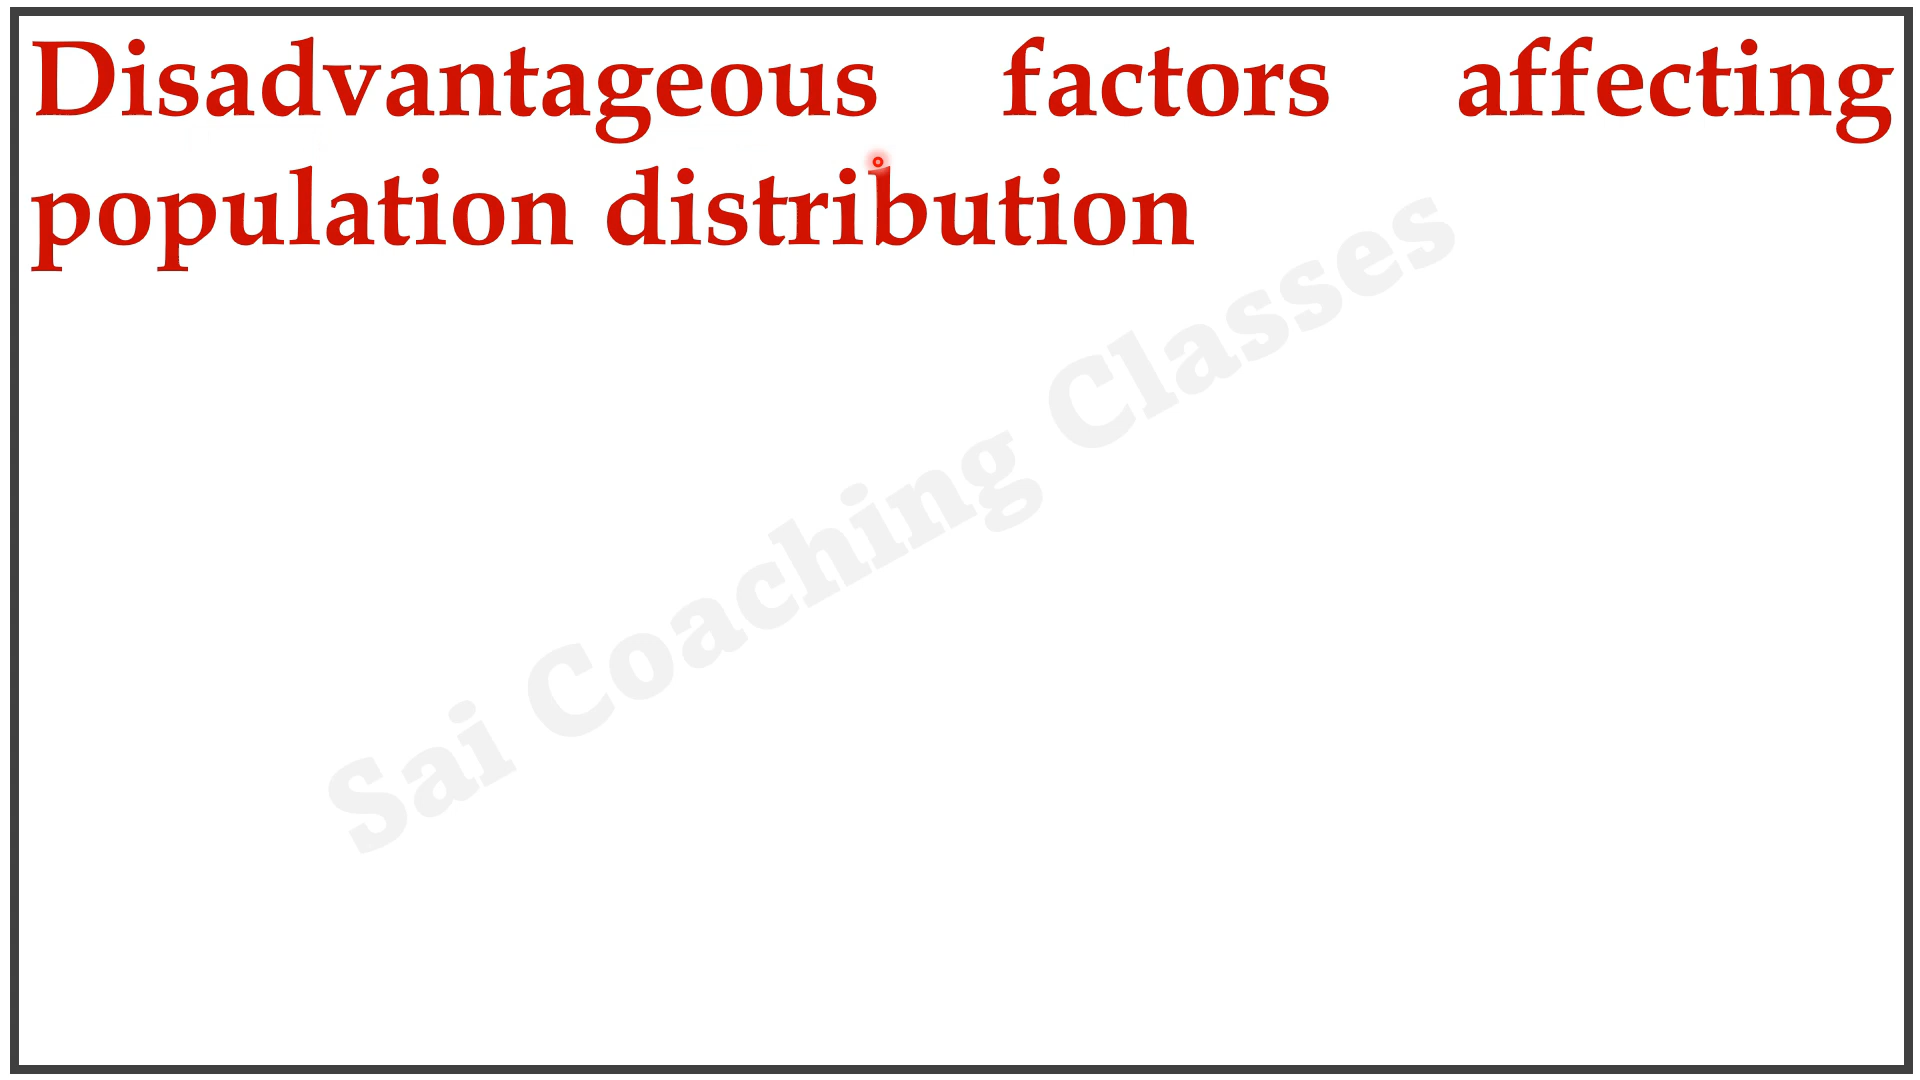 Disadvantageous factors affecting
population distribution
Sai Coaching Classes